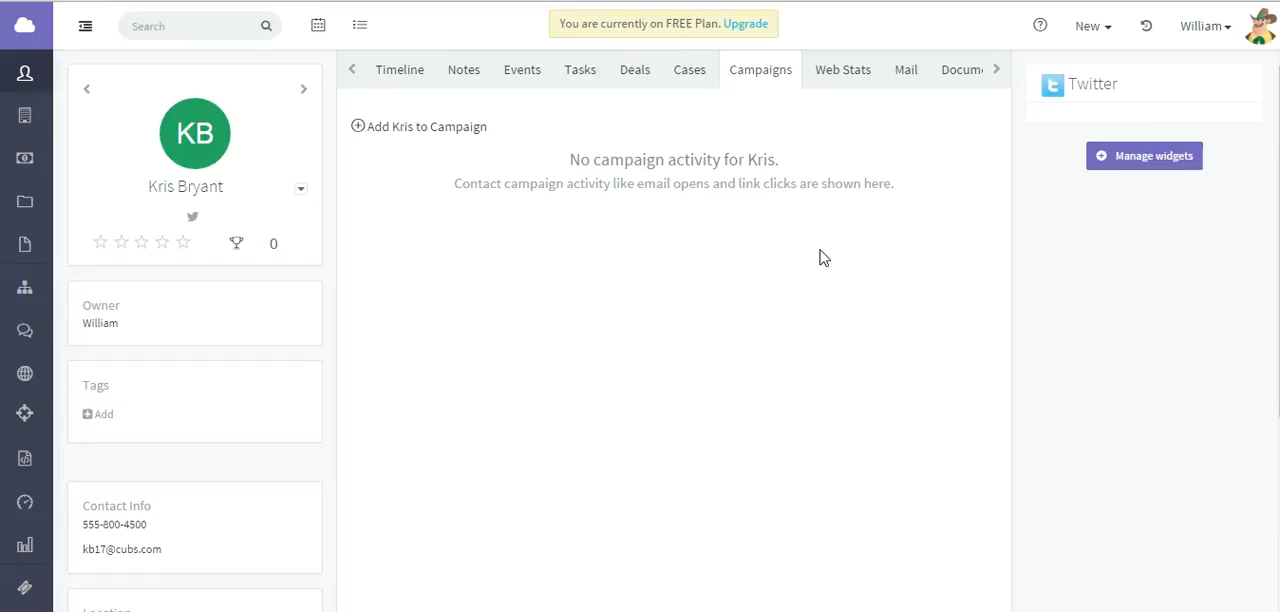 Search
You are currently on FREE Plan. Upgrade
New
William
Timeline
Notes
Events
Tasks
Deals
Cases
Campaigns
Web Stats
Mail
Docume
KB
Kris Bryant
0
Owner
William
Tags
Add
Contact Info
555-800-4500
kb17@cubs.com
Location
Add Kris to Campaign
No campaign activity for Kris.
Contact campaign activity like email opens and link clicks are shown here.
Twitter
Manage widgets